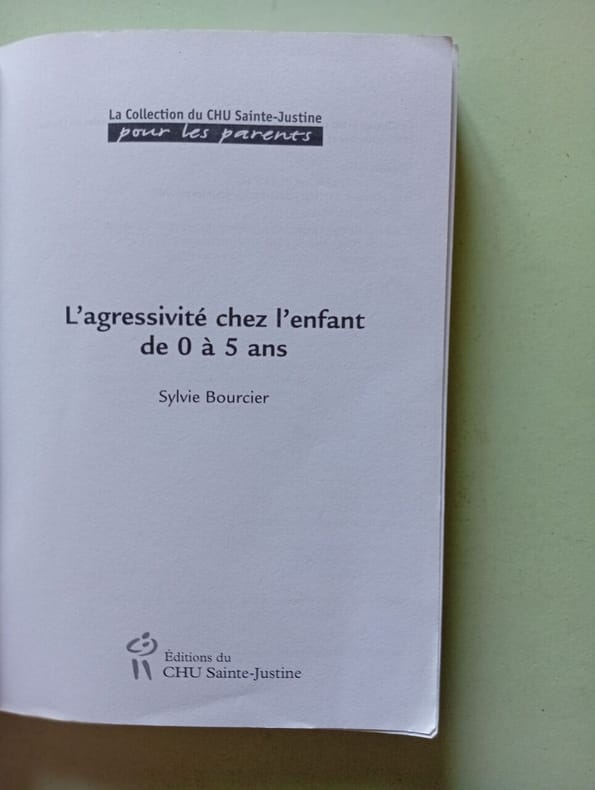 La Collection du CHU Sainte-Justine
pour les parents
L'agressivité chez l'enfant
de 0 à 5 ans
Sylvie Bourcier
Éditions du
CHU Sainte-Justine